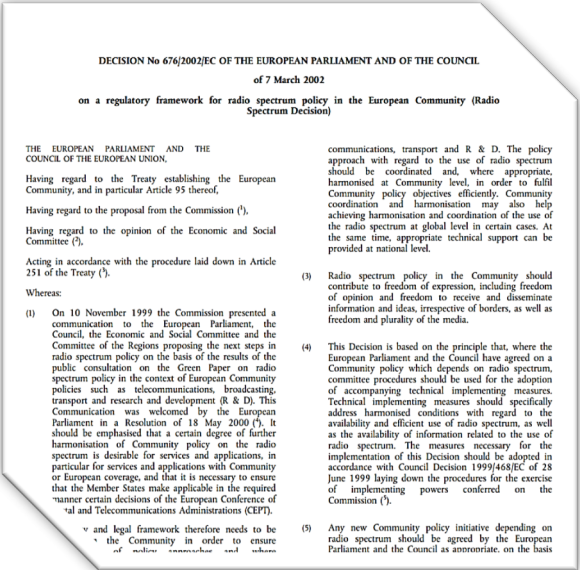 DECISION No 676/2002/EC OF THE EUROPEAN PARLIAMENT AND OF THE COUNCIL
of 7 March 2002
on a regulatory framework for radio spectrum policy in the European Community (Radio
Spectrum Decision)
THE EUROPEAN PARLIAMENT AND THE
COUNCIL OF THE EUROPEAN UNION,
Having regard to the Treaty establishing the European
Community, and in particular Article 95 thereof,
Having regard to the proposal from the Commission (¹),
Having regard to the opinion of the Economic and Social
Committee (²),
Acting in accordance with the procedure laid down in Article
251 of the Treaty (³).
Whereas:
(1) On 10 November 1999 the Commission presented a
communication to the European Parliament, the
Council, the Economic and Social Committee and the
Committee of the Regions proposing the next steps in
radio spectrum policy on the basis of the results of the
public consultation on the Green Paper on radio
spectrum policy in the context of European Community
policies such as telecommunications, broadcasting,
transport and research and development (R & D). This
Communication was welcomed by the European
Parliament in a Resolution of 18 May 2000 (⁴). It
should be emphasised that a certain degree of further
harmonisation of Community policy on the radio
spectrum is desirable for services and applications, in
particular for services and applications with Community
or European coverage, and that it is necessary to ensure
that the Member States make applicable in the required
manner certain decisions of the European Conference of
and Telecommunications Administrations (CEPT).
and legal framework therefore needs to be
the Community in order to ensure
of policy approaches and where
communications, transport and R & D. The policy
approach with regard to the use of radio spectrum
should be coordinated and, where appropriate,
harmonised at Community level, in order to fulfil
Community policy objectives efficiently. Community
coordination and harmonisation may also help
achieving harmonisation and coordination of the use of
the radio spectrum at global level in certain cases. At
the same time, appropriate technical support can be
provided at national level.
(3) Radio spectrum policy in the Community should
contribute to freedom of expression, including freedom
of opinion and freedom to receive and disseminate
information and ideas, irrespective of borders, as well as
freedom and plurality of the media.
(4) This Decision is based on the principle that, where the
European Parliament and the Council have agreed on a
Community policy which depends on radio spectrum,
committee procedures should be used for the adoption
of accompanying technical implementing measures.
Technical implementing measures should specifically
address harmonised conditions with regard to the
availability and efficient use of radio spectrum, as well
as the availability of information related to the use of
radio spectrum. The measures necessary for the
implementation of this Decision should be adopted in
accordance with Council Decision 1999/468/EC of 28
June 1999 laying down the procedures for the exercise
of implementing powers conferred on the
Commission (⁵).
(5) Any new Community policy initiative depending on
radio spectrum should be agreed by the European
Parliament and the Council as appropriate, on the basis